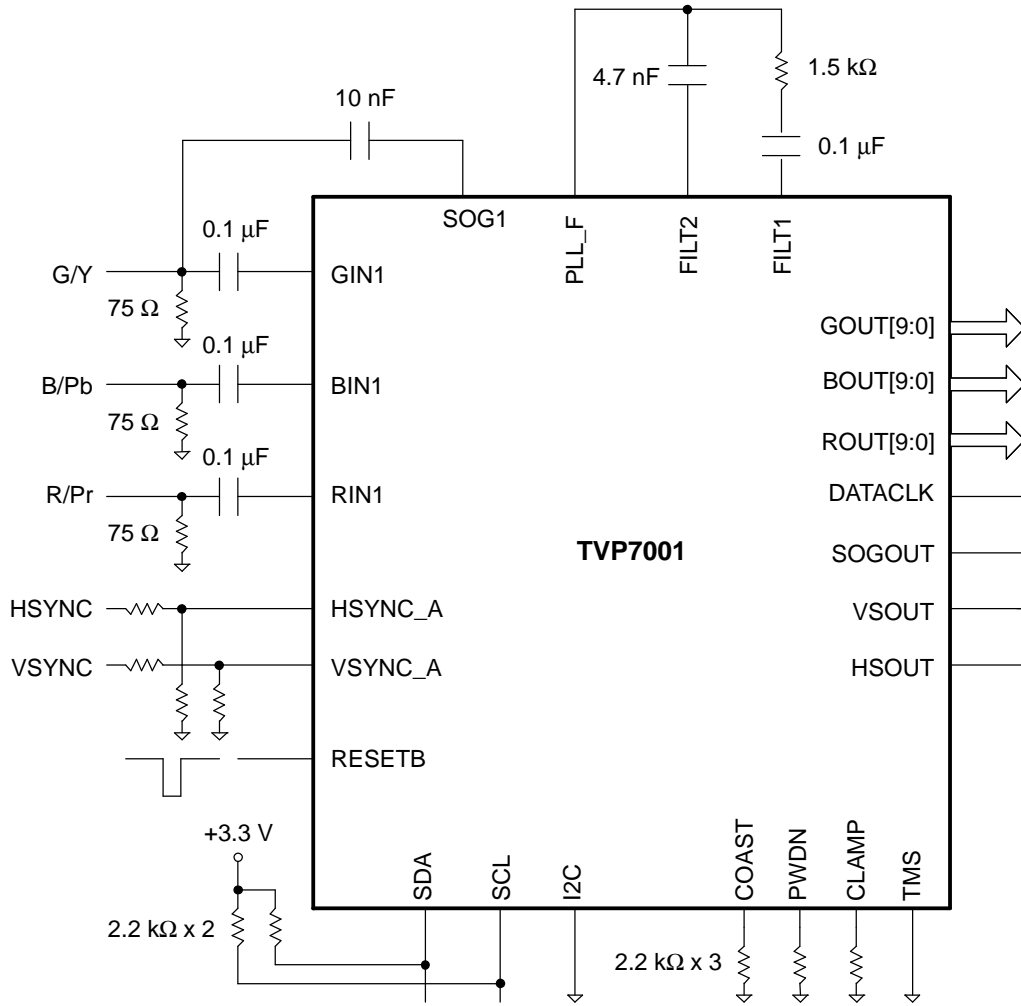 10 nF
4.7 nF
1.5 kΩ
0.1 μF
SOG1
PLL_F
FILT2
FILT1
0.1 μF
G/Y
GIN1
75 Ω
0.1 μF
B/Pb
BIN1
75 Ω
0.1 μF
R/Pr
RIN1
75 Ω
HSYNC
HSYNC_A
VSYNC
VSYNC_A
RESETB
TVP7001
GOUT[9:0]
BOUT[9:0]
ROUT[9:0]
DATACLK
SOGOUT
VSOUT
HSOUT
+3.3 V
2.2 kΩ x 2
SDA
SCL
I2C
COAST
PWDN
CLAMP
TMS
2.2 kΩ x 3